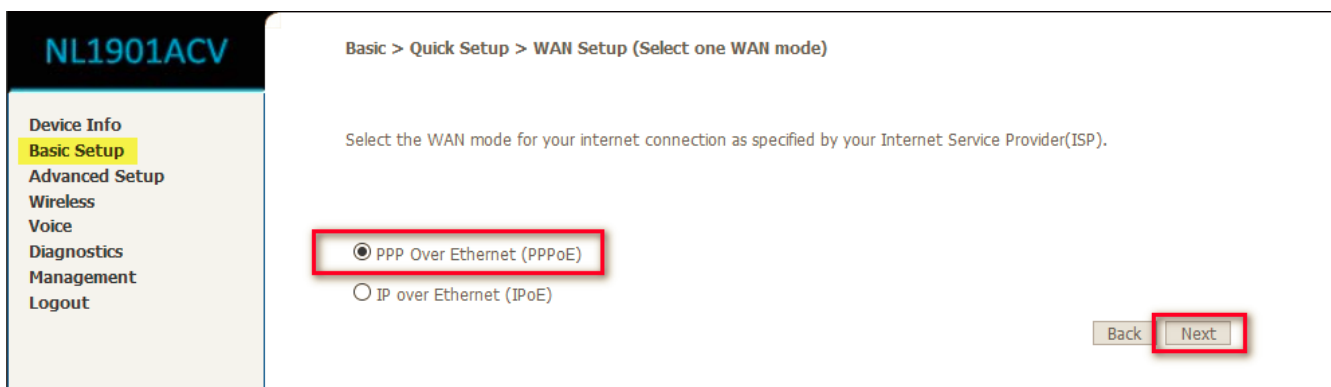 NL1901ACV
Device Info
Basic Setup
Advanced Setup
Wireless
Voice
Diagnostics
Management
Logout
Basic > Quick Setup > WAN Setup (Select one WAN mode)
Select the WAN mode for your internet connection as specified by your Internet Service Provider(ISP).
PPP Over Ethernet (PPPoE)
IP over Ethernet (IPoE)
Back Next